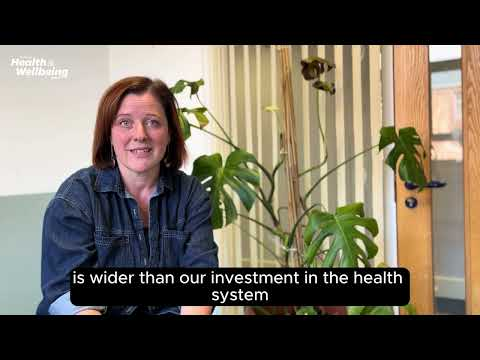 Health &
Wellbeing
is wider than our investment in the health
system